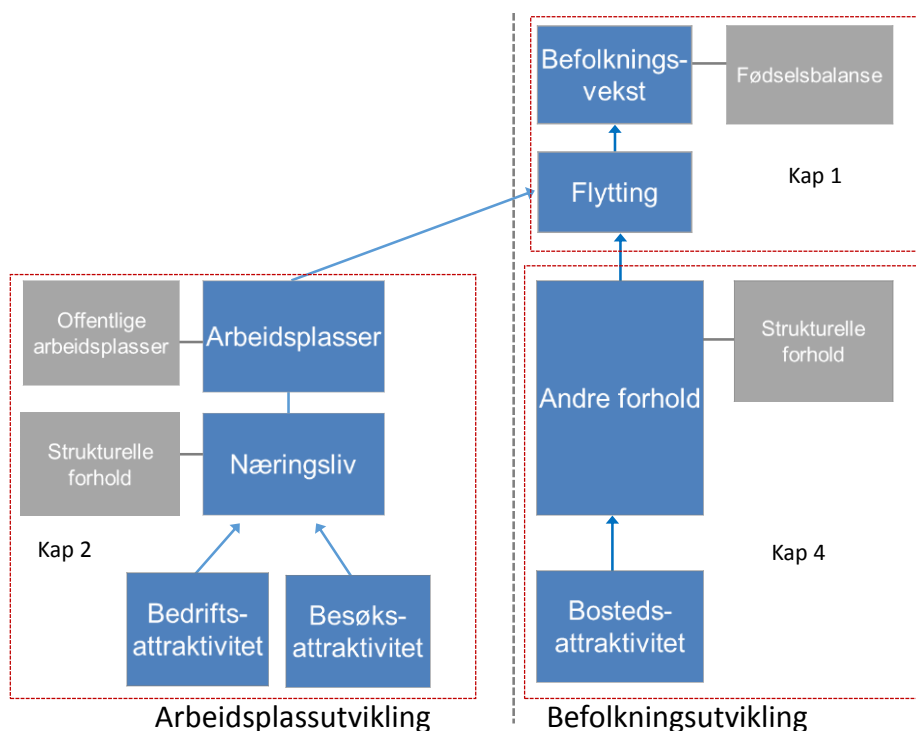 Befolknings-
vekst
Fødselsbalanse
Kap 1
Flytting
Offentlige
arbeidsplasser
Arbeidsplasser
Strukturelle
forhold
Næringsliv
Kap 2
Bedrifts-
attraktivitet
Besøks-
attraktivitet
Arbeidsplassutvikling
Andre forhold
Strukturelle
forhold
Kap 4
Bosteds-
attraktivitet
Befolkningsutvikling